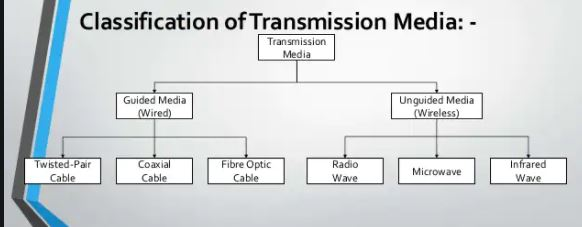 Classification of Transmission Media: -
Transmission
Media
Guided Media
(Wired)
Unguided Media
(Wireless)
Twisted-Pair
Cable
Coaxial
Cable
Fibre Optic
Cable
Radio
Wave
Microwave
Infrared
Wave